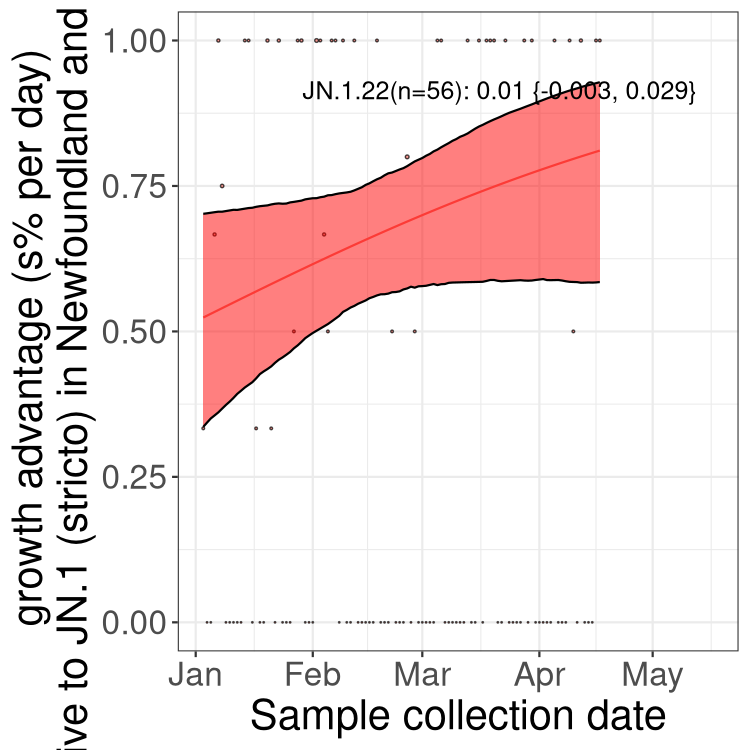 growth advantage (s% per day)
to JN.1 (stricto) in Newfoundland and
1.00
0.75
0.50
0.25
0.00
JN.1.22(n=56): 0.01 {-0.003, 0.029}
Jan Feb Mar Apr May
Sample collection date